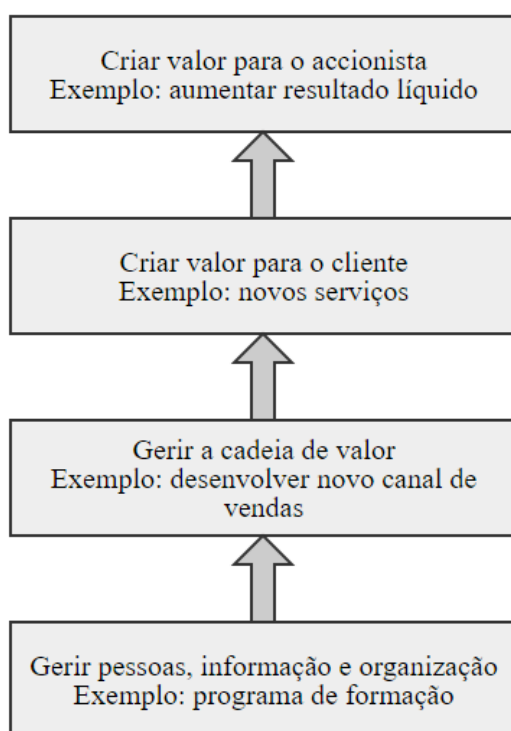 Criar valor para o accionista
Exemplo: aumentar resultado líquido
Criar valor para o cliente
Exemplo: novos serviços
Gerir a cadeia de valor
Exemplo: desenvolver novo canal de
vendas
Gerir pessoas, informação e organização
Exemplo: programa de formação